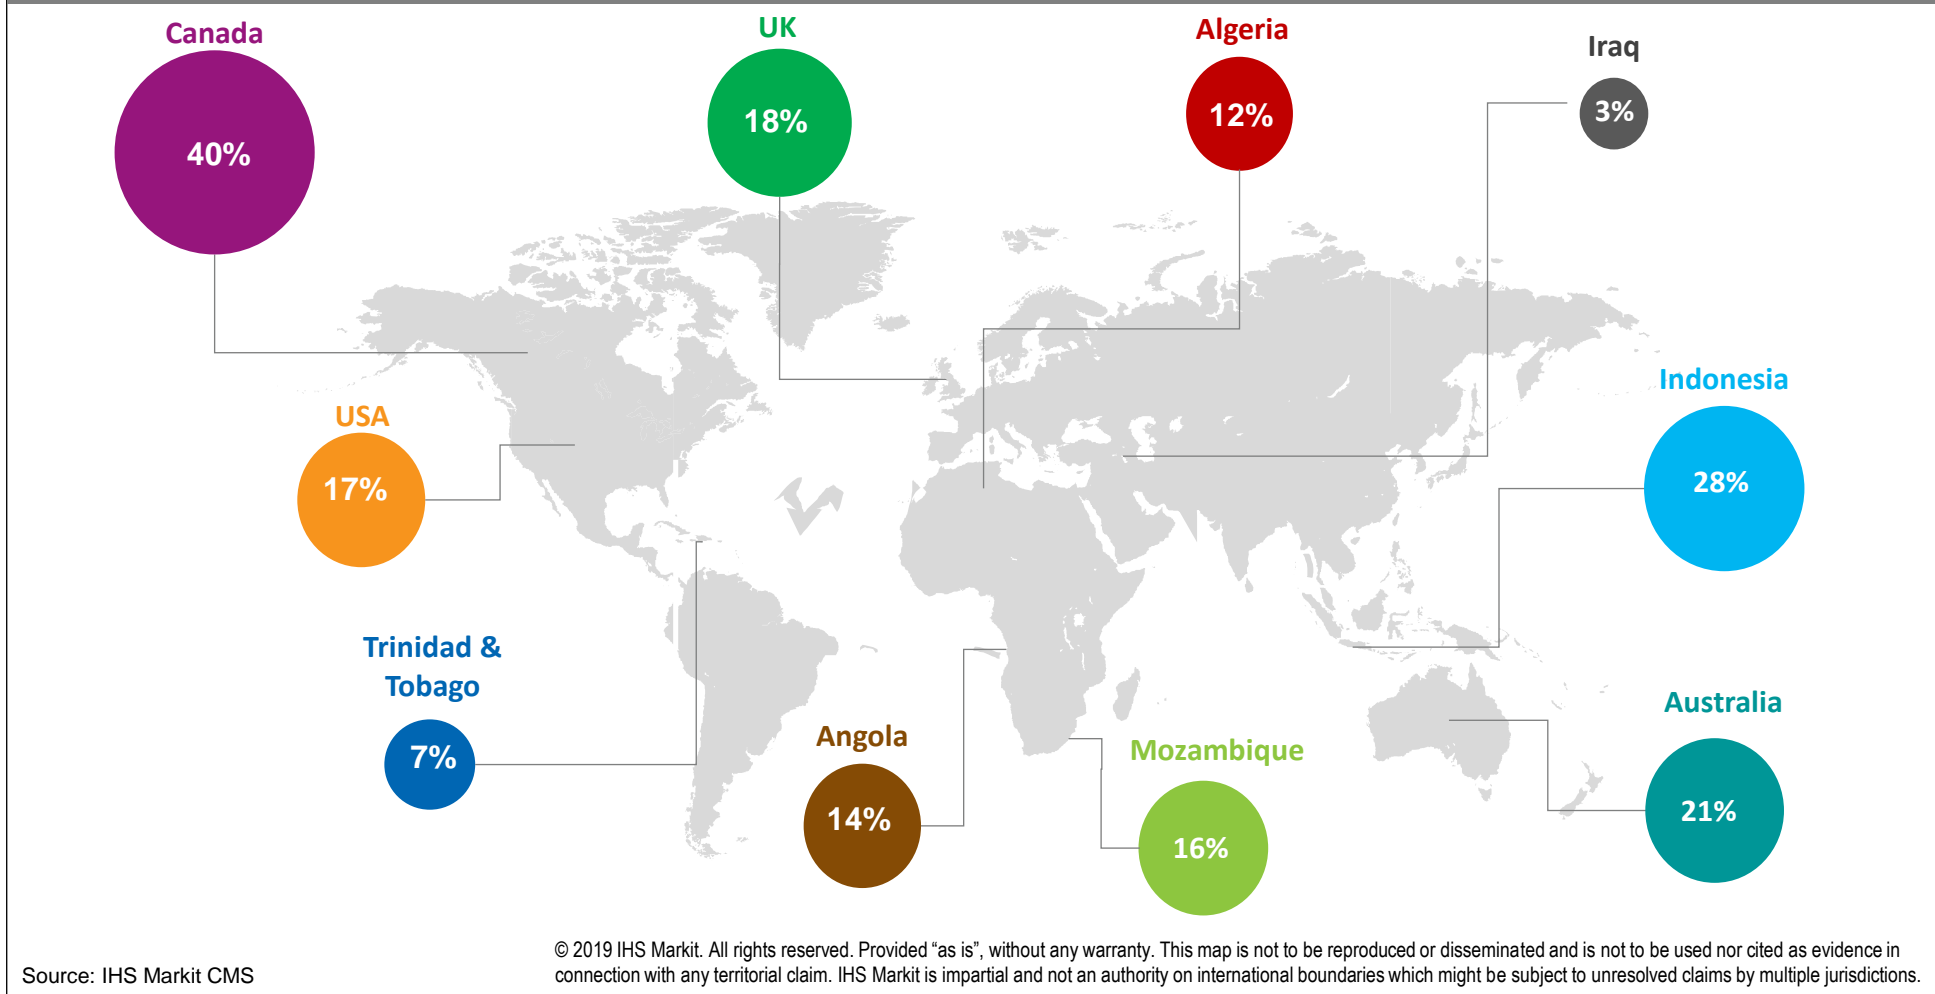 Canada
40%
UK
18%
Algeria
12%
Iraq
3%
USA
17%
Indonesia
28%
Trinidad &
Tobago
7%
Angola
14%
Mozambique
16%
Australia
21%
Source: IHS Markit CMS
© 2019 IHS Markit. All rights reserved. Provided “as is”, without any warranty. This map is not to be reproduced or disseminated and is not to be used nor cited as evidence in
connection with any territorial claim. IHS Markit is impartial and not an authority on international boundaries which might be subject to unresolved claims by multiple jurisdictions.